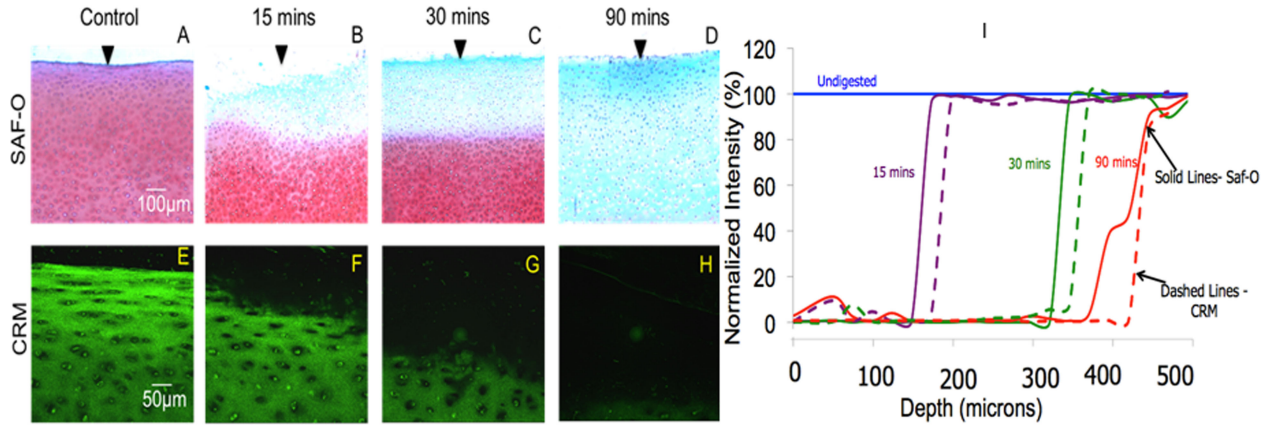 Control
15 mins
30 mins
90 mins
A
B
C
D
SAF-O
100µm
E
F
G
H
CRM
50µm
I
Normalized Intensity (%)
120
100
80
60
40
20
0
Undigested
15 mins
30 mins
90 mins
Solid Lines- Saf-O
Dashed Lines -
CRM
0
100
200
300
400
500
Depth (microns)